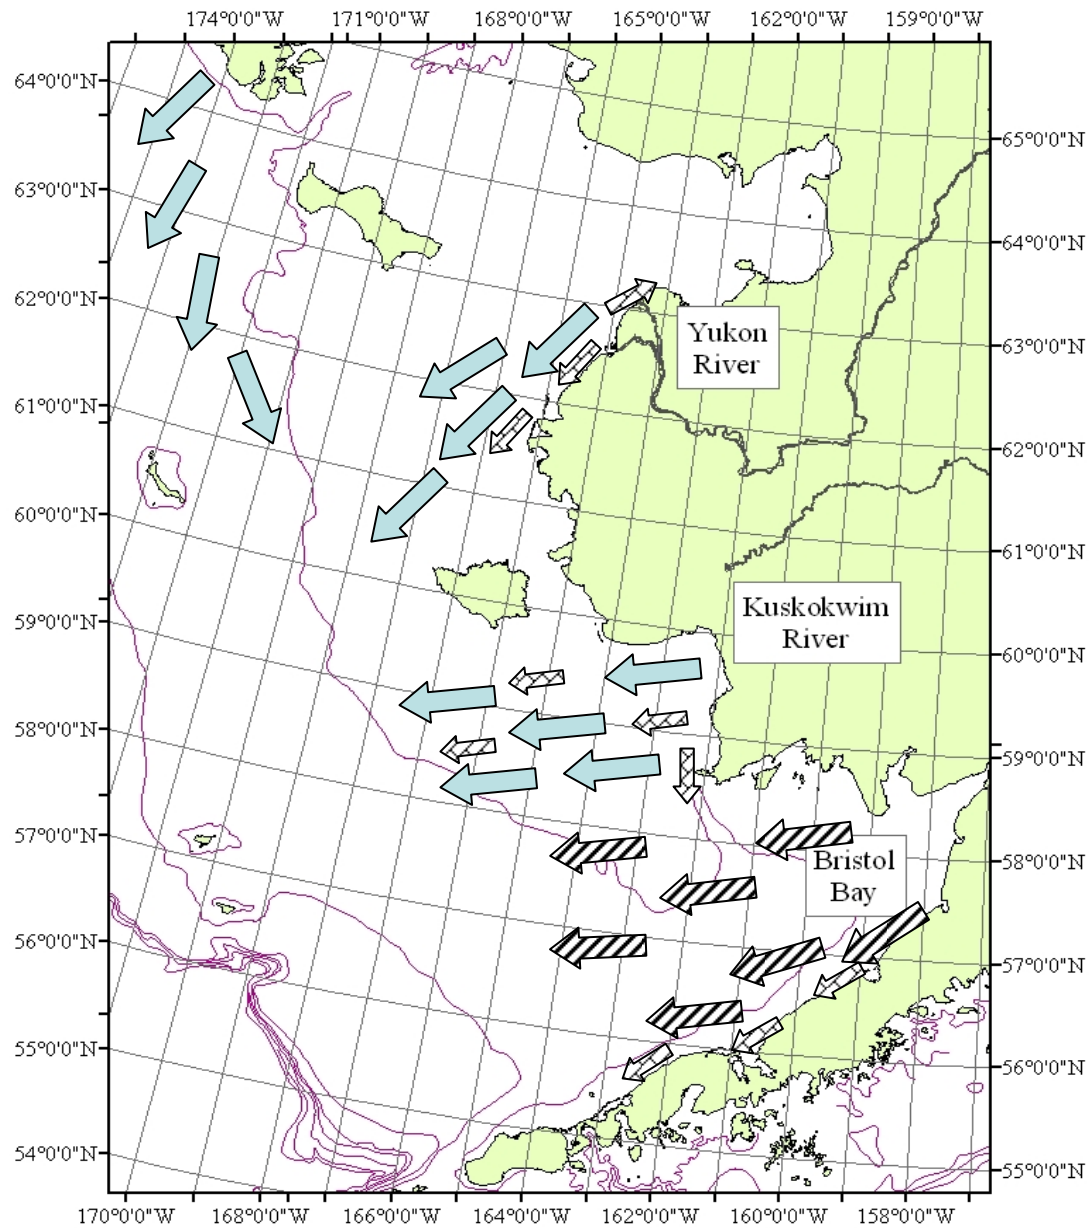 174°0'0"W 171°0'0"W 168°0'0"W 165°0'0"W 162°0'0"W 159°0'0"W
64°0'0"N
65°0'0"N
63°0'0"N
64°0'0"N
62°0'0"N
Yukon
River
63°0'0"N
61°0'0"N
62°0'0"N
60°0'0"N
61°0'0"N
Kuskokwim
River
59°0'0"N
60°0'0"N
58°0'0"N
59°0'0"N
57°0'0"N
58°0'0"N
Bristol
Bay
56°0'0"N
57°0'0"N
55°0'0"N
56°0'0"N
54°0'0"N
55°0'0"N
170°0'0"W 168°0'0"W 166°0'0"W 164°0'0"W 162°0'0"W 160°0'0"W 158°0'0"W